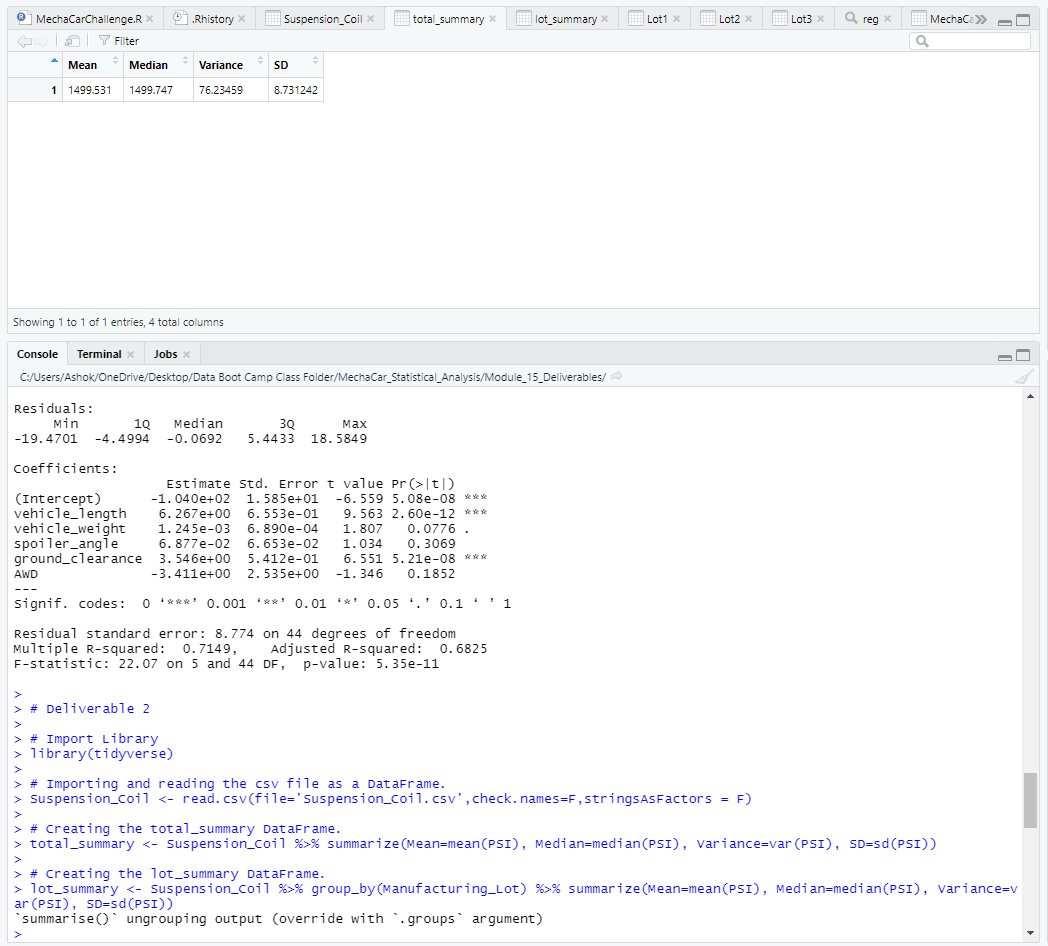 MechaCarChallenge.R × .Rhistory × Suspension_Coil × total_summary × lot_summary × Lot1 × Lot2 × Lot3 × reg × MechaCa
Filter
Mean Median Variance SD
1 1499.531 1499.747 76.23459 8.731242
Showing 1 to 1 of 1 entries, 4 total columns
Console Terminal × Jobs ×
C:/Users/Ashok/OneDrive/Desktop/Data Boot Camp Class Folder/MechaCar_Statistical_Analysis/Module_15_Deliverables/
Residuals:
Min 1Q Median 3Q Max
-19.4701 -4.4994 -0.0692 5.4433 18.5849
Coefficients:
Estimate Std. Error t value Pr(>|t|)
(Intercept) -1.040e+02 1.585e+01 -6.559 5.08e-08 ***
vehicle_length 6.267e+00 6.553e-01 9.563 2.60e-12 ***
vehicle_weight 1.245e-03 6.890e-04 1.807 0.0776 .
spoiler_angle 6.877e-02 6.653e-02 1.034 0.3069
ground_clearance 3.546e+00 5.412e-01 6.551 5.21e-08 ***
AWD -3.411e+00 2.535e+00 -1.346 0.1852
---
Signif. codes: 0 ‘***’ 0.001 ‘**’ 0.01 ‘*’ 0.05 ‘.’ 0.1 ‘ ’ 1
Residual standard error: 8.774 on 44 degrees of freedom
Multiple R-squared: 0.7149, Adjusted R-squared: 0.6825
F-statistic: 22.07 on 5 and 44 DF, p-value: 5.35e-11
>
> # Deliverable 2
>
> # Import Library
> library(tidyverse)
>
> # Importing and reading the csv file as a DataFrame.
> Suspension_Coil <- read.csv(file='Suspension_Coil.csv',check.names=F,stringsAsFactors = F)
>
> # Creating the total_summary DataFrame.
> total_summary <- Suspension_Coil %>% summarize(Mean=mean(PSI), Median=median(PSI), Variance=var(PSI), SD=sd(PSI))
>
> # Creating the lot_summary DataFrame.
> lot_summary <- Suspension_Coil %>% group_by(Manufacturing_Lot) %>% summarize(Mean=mean(PSI), Median=median(PSI), Variance=v
ar(PSI), SD=sd(PSI))
`summarise()` ungrouping output (override with `.groups` argument)
>